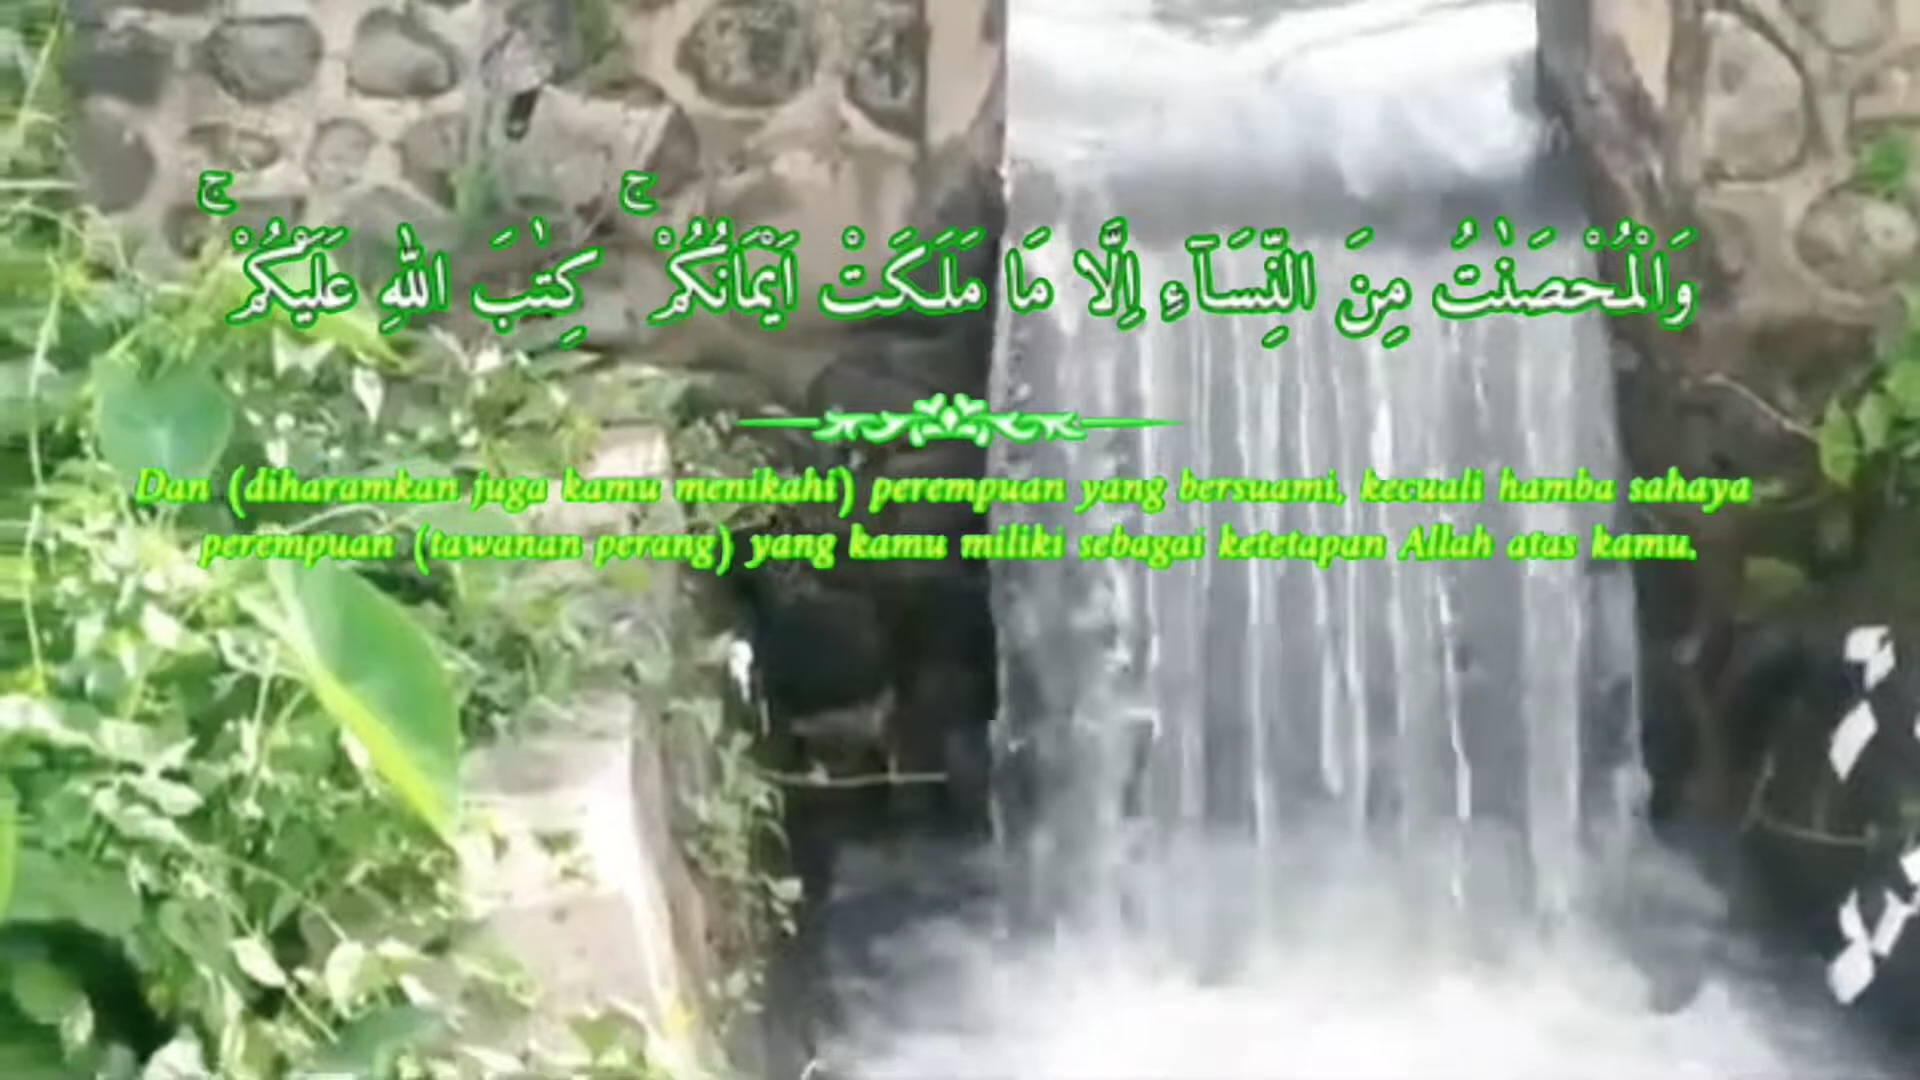 وَالْمُحْصَنٰتُ مِنَ النِّسَاۤءِ اِلَّا مَا مَلَكَتْ اَيْمَانُكُمْ ۚ كِتٰبَ اللّٰهِ عَلَيْكُمْ ۚ
Dan (diharamkan juga kamu menikahi) perempuan yang bersuami, kecuali hamba sahaya
perempuan (tawanan perang) yang kamu miliki sebagai ketetapan Allah atas kamu.